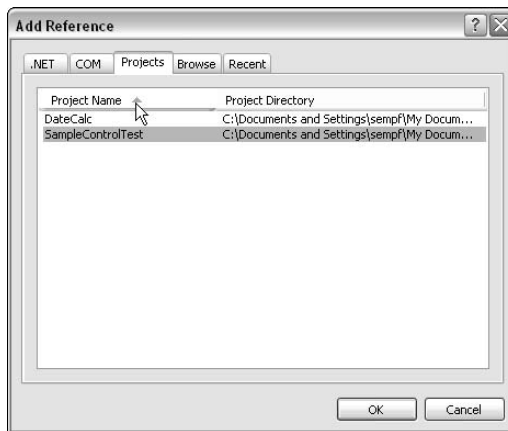 Add Reference
.NET COM Projects Browse Recent
Project Name Project Directory
DateCalc C:\Documents and Settings\sempf\My Docum...
SampleControlTest C:\Documents and Settings\sempf\My Docum...
OK Cancel